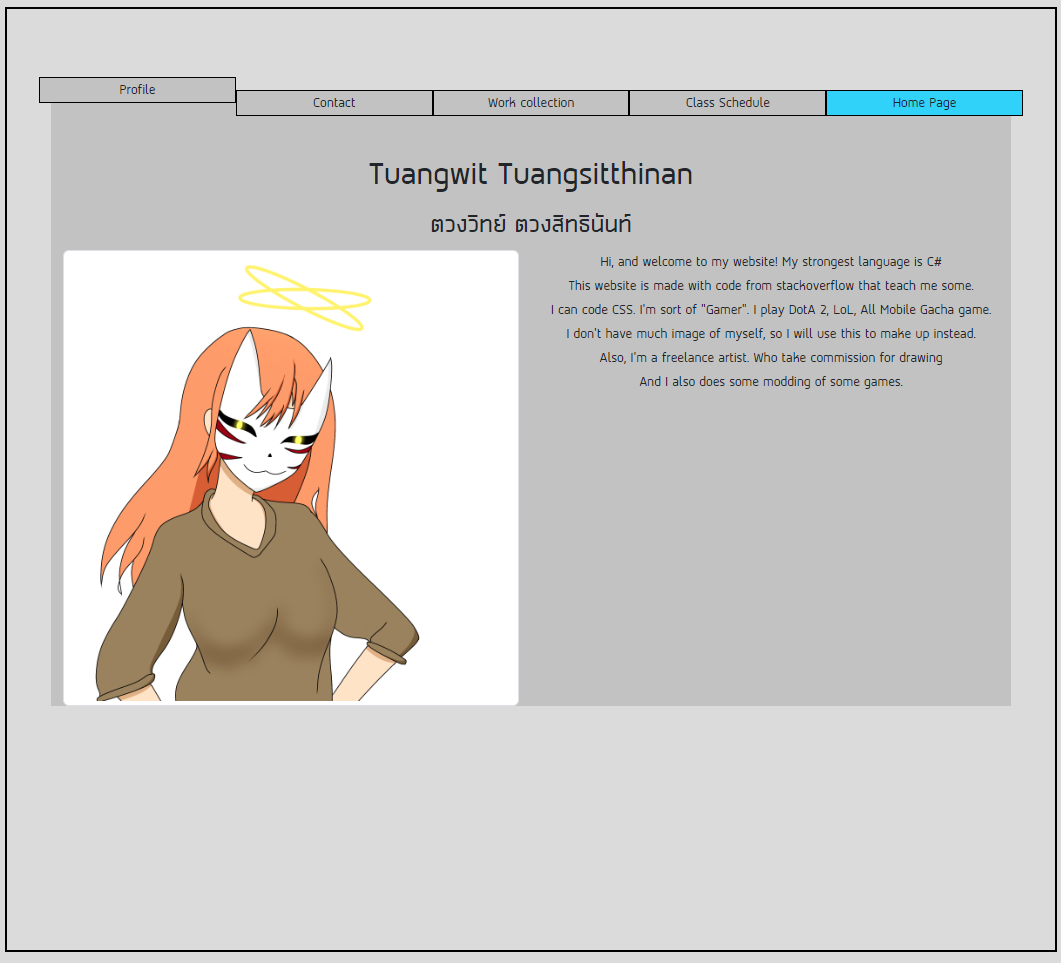 Profile
Contact
Work collection
Class Schedule
Home Page
Tuangwit Tuangsitthinan
ตวงวิทย์ ตวงสิทธินันท์
Hi, and welcome to my website! My strongest language is C#
This website is made with code from stackoverflow that teach me some.
I can code CSS. I'm sort of "Gamer". I play DotA 2, LoL, All Mobile Gacha game.
I don't have much image of myself, so I will use this to make up instead.
Also, I'm a freelance artist. Who take commission for drawing
And I also does some modding of some games.